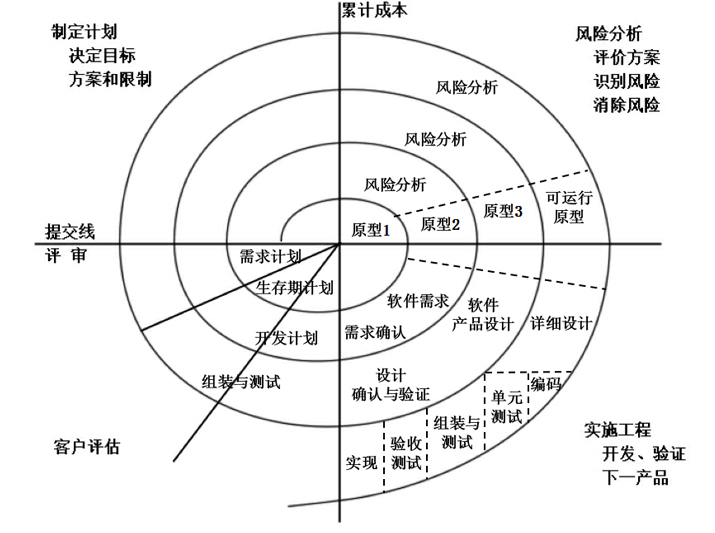 累计成本
制定计划
决定目标
方案和限制
风险分析
评价方案
识别风险
消除风险
风险分析
风险分析
风险分析
可运行
原型
原型3
原型2
原型1
提交线
评 审
需求计划
生存期计划
开发计划
组装与测试
软件需求
需求确认
软件
产品设计
详细设计
设计
确认与验证
编码
单元
测试
组装与
测试
验收
测试
实现
客户评估
实施工程
开发、验证
下一产品